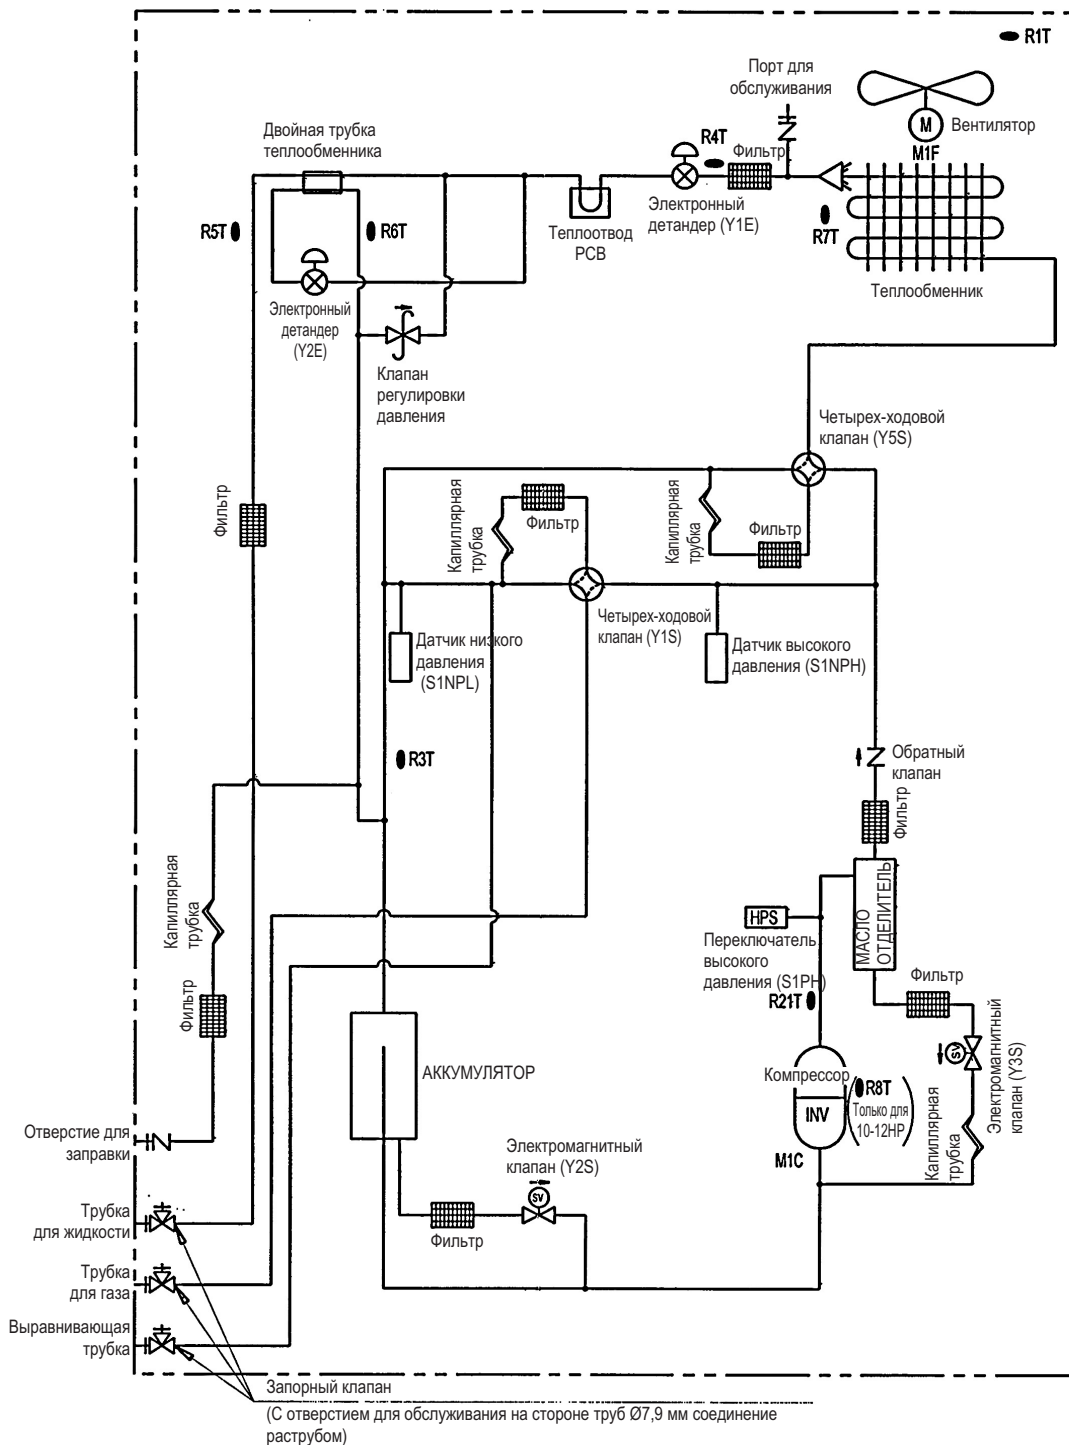 R1T
Порт для
обслуживания
M
Вентилятор
M1F
Двойная трубка
теплообменника
R4T
Фильтр
Электронный
детандер (Y1E)
R7T
Теплоотвод
PCB
Теплообменник
R5T
R6T
Электронный
детандер
(Y2E)
Клапан
регулировки
давления
Четырех-ходовой
клапан (Y5S)
Фильтр
Капиллярная
трубка
Фильтр
Капиллярная
трубка
Фильтр
Четырех-ходовой
клапан (Y1S)
Датчик низкого
давления
(S1NPL)
Датчик высокого
давления (S1NPH)
R3T
Обратный
клапан
Фильтр
МАСЛО
ОТДЕЛИТЕЛЬ
HPS
Переключатель
высокого
давления (S1PH)
R21T
Фильтр
SV
Электромагнитный
клапан (Y3S)
Капиллярная
трубка
Фильтр
АККУМУЛЯТОР
Компрессор
INV
R8T
Только для
10-12HP
M1C
Капиллярная
трубка
Электромагнитный
клапан (Y2S)
SV
Фильтр
Отверстие для
заправки
Трубка
для жидкости
Трубка
для газа
Выравнивающая
трубка
Запорный клапан
(С отверстием для обслуживания на стороне труб Ø7,9 мм соединение
раструбом)